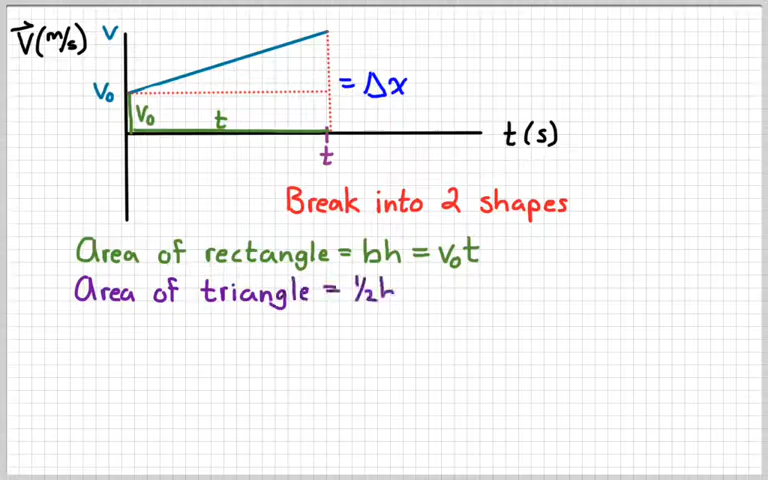 V⃗(m/s) V
V₀ = Δx
V₀ t
t(s)
t
Break into 2 shapes
Area of rectangle = bh = v₀t
Area of triangle = ½h